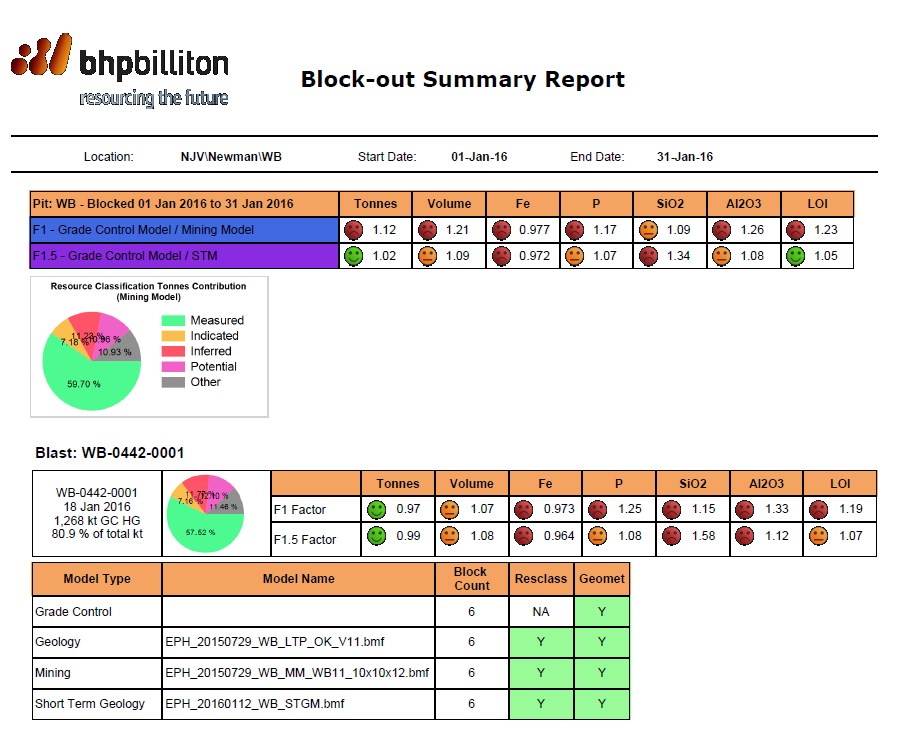 bhpbilliton
resourcing the future
Block-out Summary Report
Location: NJV\Newman\WB Start Date: 01-Jan-16 End Date: 31-Jan-16
Pit: WB - Blocked 01 Jan 2016 to 31 Jan 2016 Tonnes Volume Fe P SiO2 Al2O3 LOI
F1 - Grade Control Model / Mining Model 1.12 1.21 0.977 1.17 1.09 1.26 1.23
F1.5 - Grade Control Model / STM 1.02 1.09 0.972 1.07 1.34 1.08 1.05
Resource Classification Tonnes Contribution
(Mining Model)
Measured
Indicated
Inferred
Potential
Other
11.23 % 10.96 %
7.18 %
10.93 %
59.70 %
Blast: WB-0442-0001
WB-0442-0001
18 Jan 2016
1,268 kt GC HG
80.9 % of total kt
7.16 %
11.46 %
57.52 %
Tonnes Volume Fe P SiO2 Al2O3 LOI
F1 Factor 0.97 1.07 0.973 1.25 1.15 1.33 1.19
F1.5 Factor 0.99 1.08 0.964 1.08 1.58 1.12 1.07
Model Type Model Name Block Count Resclass Geomet
Grade Control 6 NA Y
Geology EPH_20150729_WB_LTP_OK_V11.bmf 6 Y Y
Mining EPH_20150729_WB_MM_WB11_10x10x12.bmf 6 Y Y
Short Term Geology EPH_20160112_WB_STGM.bmf 6 Y Y